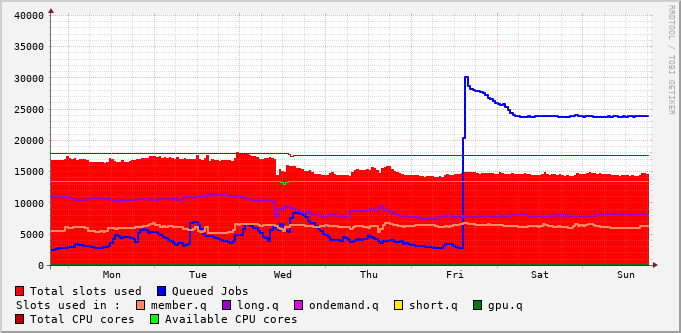 40000
35000
30000
25000
20000
15000
10000
5000
0
Mon Tue Wed Thu Fri Sat Sun
RRDTOOL / TOBI OETIKER
Total slots used Queued Jobs
Slots used in : member.q long.q ondemand.q short.q gpu.q
Total CPU cores Available CPU cores